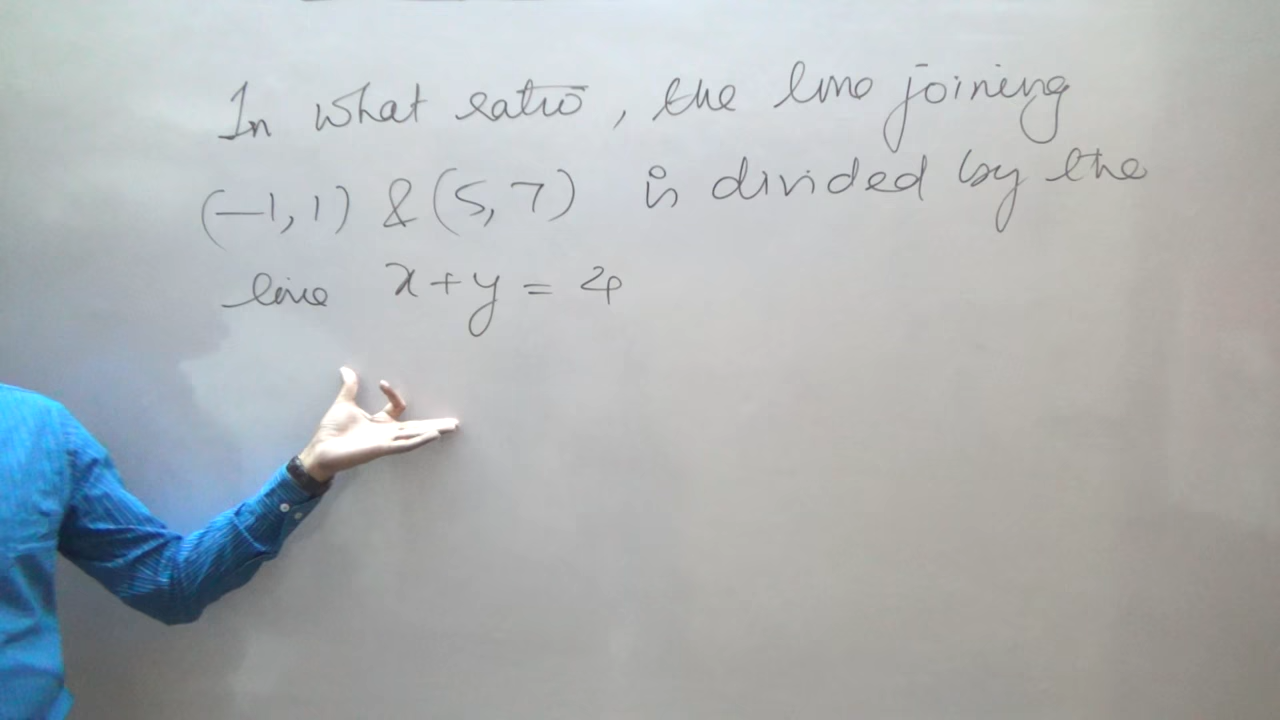 In what ratio, the line joining
(-1, 1) & (5, 7) is divided by the
line x + y = 4